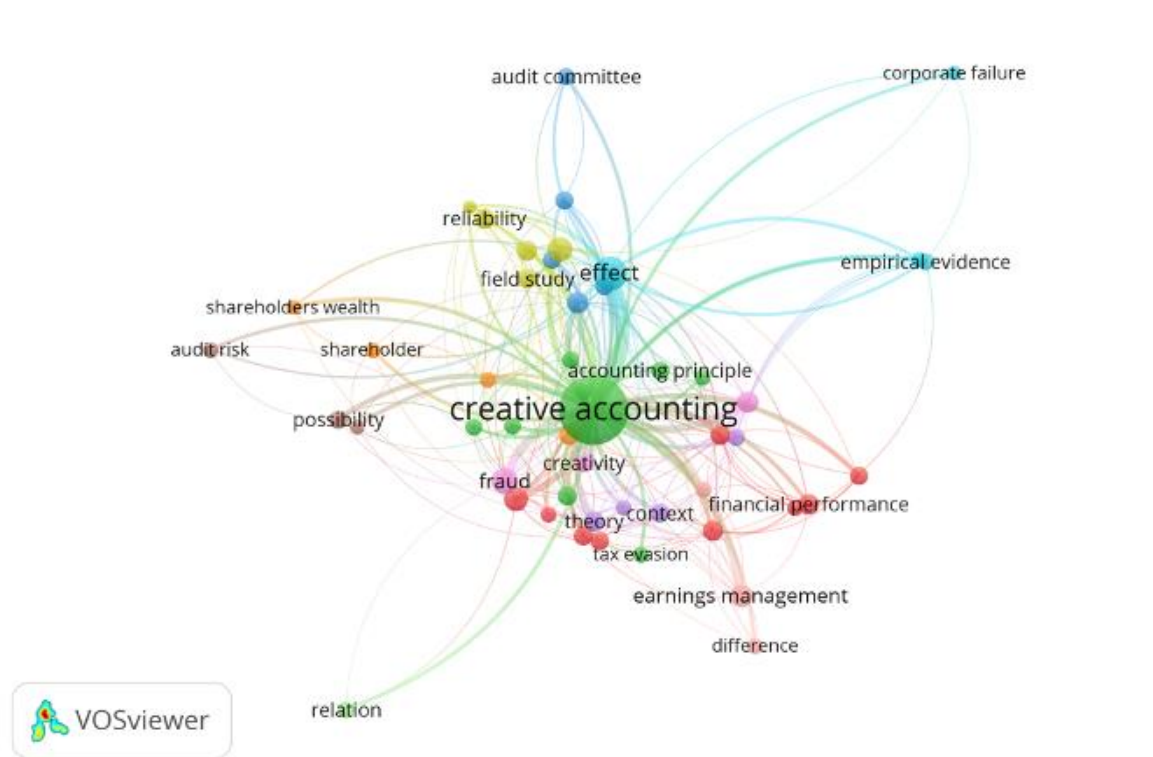 audit committee
corporate failure
reliability
empirical evidence
field study
effect
shareholders wealth
audit risk
shareholder
accounting principle
creative accounting
possibility
creativity
fraud
financial performance
theory
context
tax evasion
earnings management
difference
relation
VOSviewer